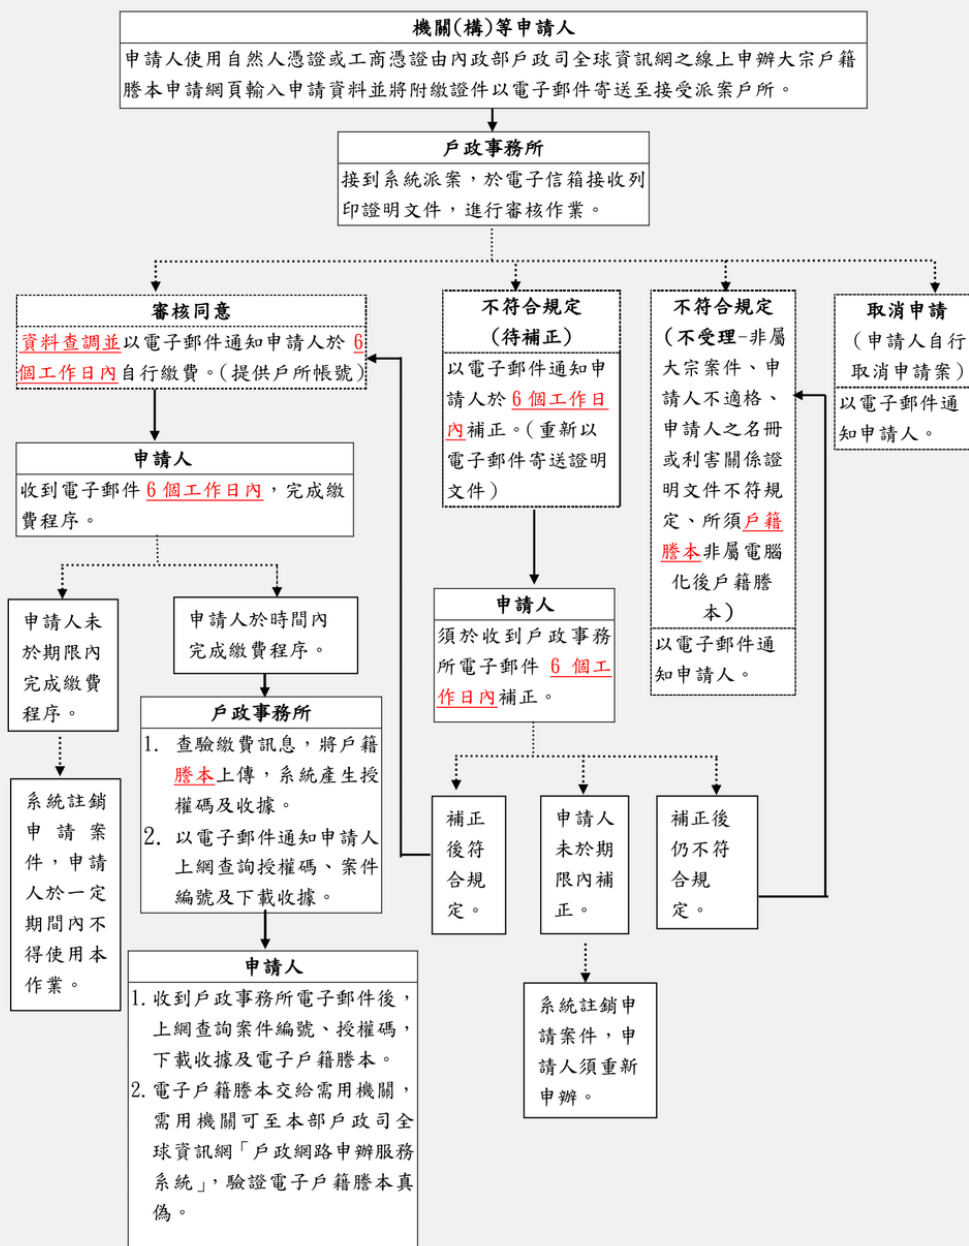 機關(構)等申請人
申請人使用自然人憑證或工商憑證由內政部戶政司全球資訊網之線上申辦大宗戶籍
謄本申請網頁輸入申請資料並將附繳證件以電子郵件寄送至接受派案戶所。
戶政事務所
接到系統派案，於電子信箱接收列
印證明文件，進行審核作業。
審核同意
資料查調並以電子郵件通知申請人於 6
個工作日內自行繳費。(提供戶所帳號)
不符合規定
(待補正)
以電子郵件通知申
請人於 6 個工作日
內補正。(重新以
電子郵件寄送證明
文件)
不符合規定
(不受理-非屬
大宗案件、申
請人不適格、
申請人之名冊
或利害關係證
明文件不符規
定、所須戶籍
謄本非屬電腦
化後戶籍謄
本)
以電子郵件通
知申請人。
取消申請
(申請人自行
取消申請案)
以電子郵件通
知申請人。
申請人
收到電子郵件 6 個工作日內，完成繳
費程序。
申請人未
於期限內
完成繳費
程序。
申請人於時間內
完成繳費程序。
申請人
須於收到戶政事務
所電子郵件 6 個工
作日內補正。
戶政事務所
1. 查驗繳費訊息，將戶籍
謄本上傳，系統產生授
權碼及收據。
2. 以電子郵件通知申請人
上網查詢授權碼、案件
編號及下載收據。
系統註銷
申請案
件，申請
人於一定
期間內不
得使用本
作業。
補正
後符
合規
定。
申請人
未於期
限內補
正。
補正後
仍不符
合規
定。
申請人
1. 收到戶政事務所電子郵件後，
上網查詢案件編號、授權碼，
下載收據及電子戶籍謄本。
2. 電子戶籍謄本交給需用機關，
需用機關可至本部戶政司全
球資訊網「戶政網路申辦服務
系統」，驗證電子戶籍謄本真
偽。
系統註銷申
請案件，申
請人須重新
申辦。